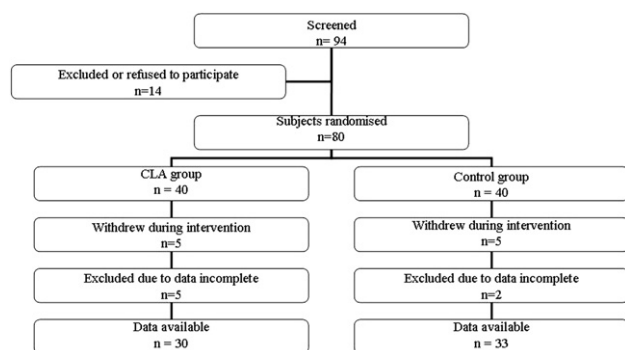 Screened
n= 94
Excluded or refused to participate
n=14
Subjects randomised
n=80
CLA group
n = 40
Control group
n = 40
Withdrew during intervention
n=5
Withdrew during intervention
n=5
Excluded due to data incomplete
n=5
Excluded due to data incomplete
n=2
Data available
n = 30
Data available
n = 33